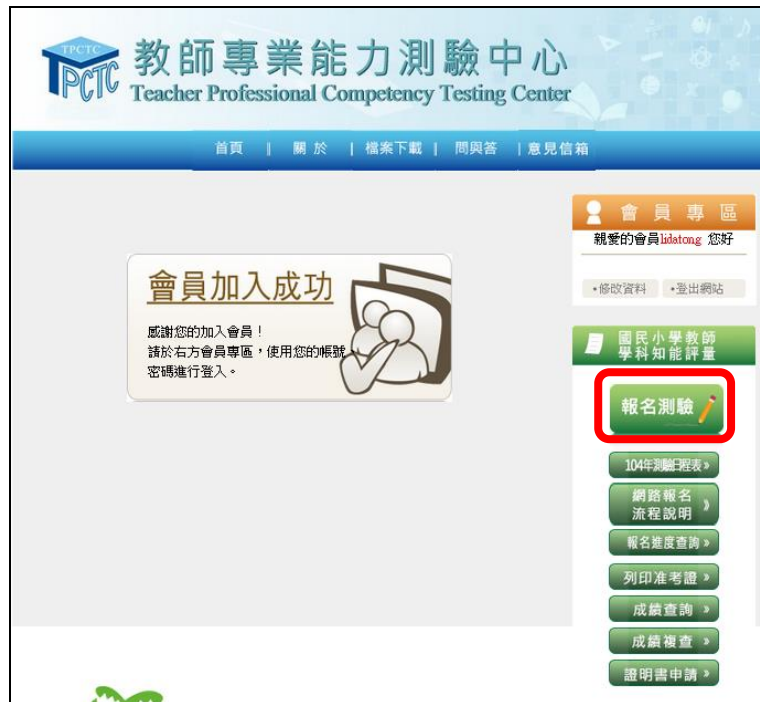 TPCTC
TPCTC
教師專業能力測驗中心
Teacher Professional Competency Testing Center
首頁 | 關於 | 檔案下載 | 問與答 | 意見信箱
會員專區
親愛的會員lidatong 您好
•修改資料 •登出網站
會員加入成功
感謝您的加入會員！
請於右方會員專區，使用您的帳號、
密碼進行登入。
國民小學教師
學科知能評量
報名測驗
104年測驗日程表»
網路報名
流程說明 »
報名進度查詢 »
列印准考證 »
成績查詢 »
成績複查 »
證明書申請 »